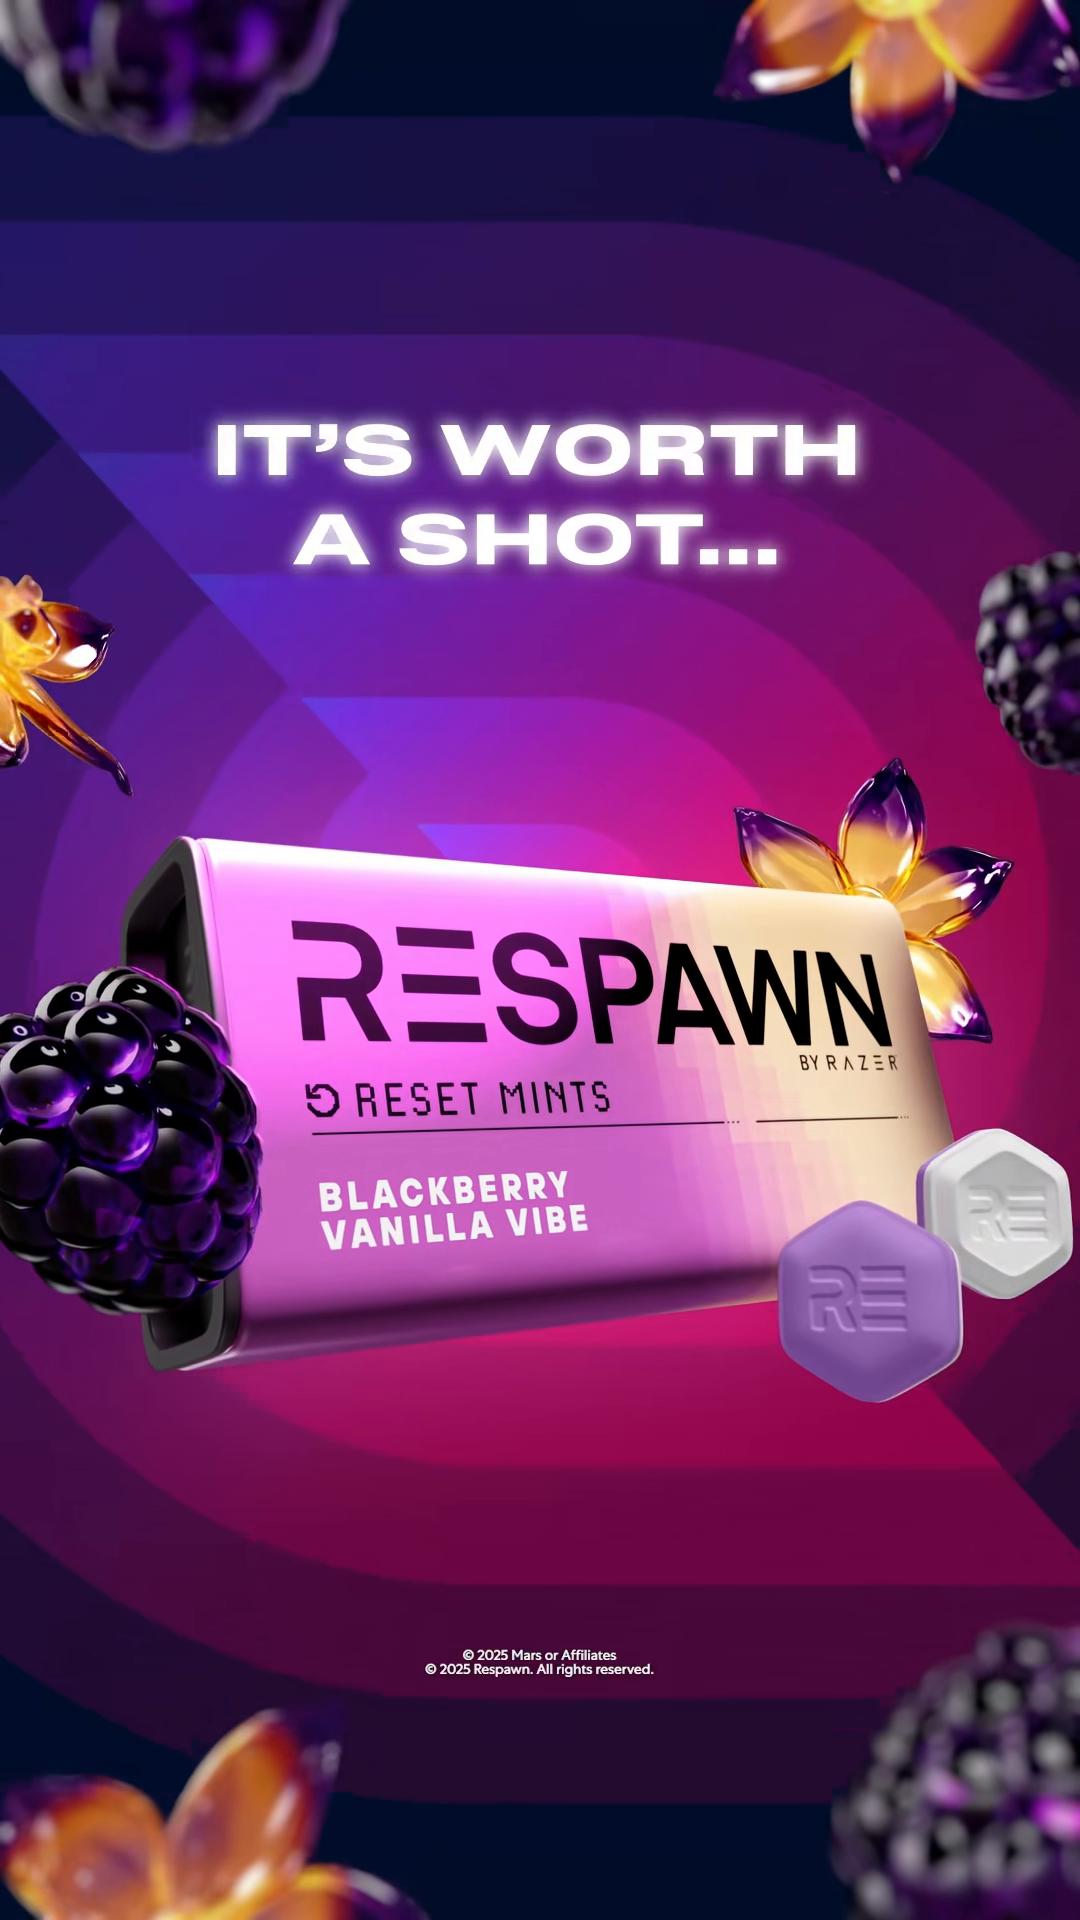 IT'S WORTH
A SHOT...
RESPAWN
BY RAZER
RESET MINTS
BLACKBERRY
VANILLA VIBE
RE
RE
© 2025 Mars or Affiliates
© 2025 Respawn. All rights reserved.